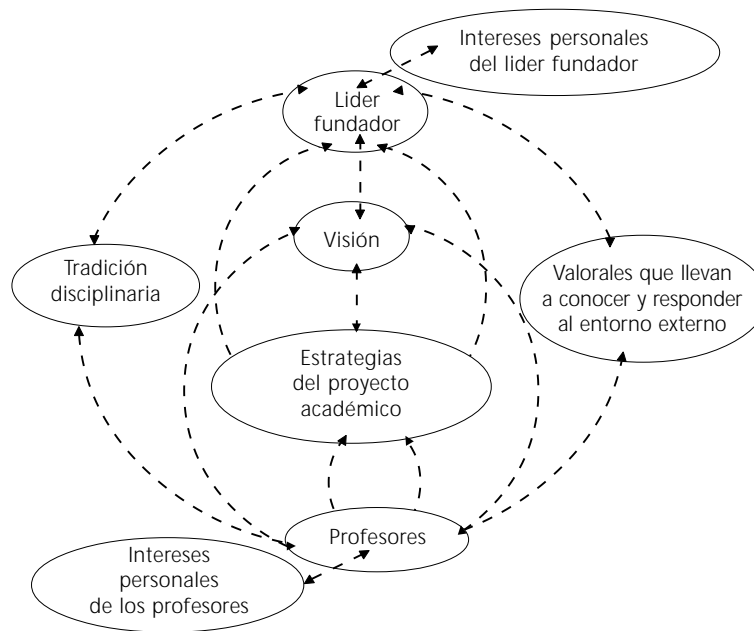 Intereses personales
del lider fundador
Lider
fundador
Visión
Tradición
disciplinaria
Valorales que llevan
a conocer y responder
al entorno externo
Estrategias
del proyecto
académico
Profesores
Intereses
personales
de los profesores